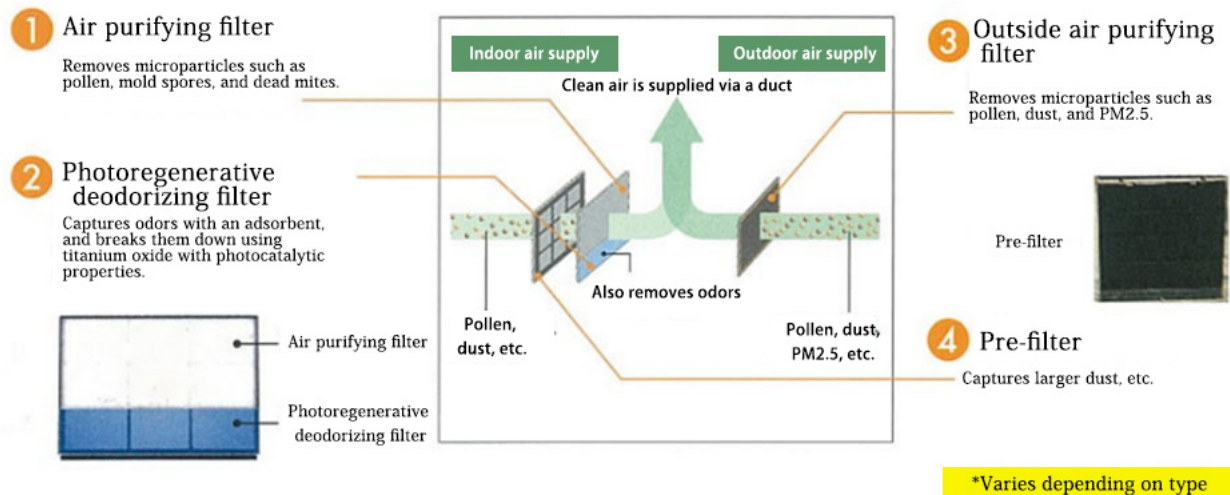 1 Air purifying filter
Removes microparticles such as
pollen, mold spores, and dead mites.
2 Photoregenerative
deodorizing filter
Captures odors with an adsorbent,
and breaks them down using
titanium oxide with photocatalytic
properties.
Air purifying filter
Photoregenerative
deodorizing filter
Indoor air supply
Outdoor air supply
Clean air is supplied via a duct
Also removes odors
Pollen,
dust, etc.
Pollen, dust,
PM2.5, etc.
3 Outside air purifying
filter
Removes microparticles such as
pollen, dust, and PM2.5.
Pre-filter
4 Pre-filter
Captures larger dust, etc.
*Varies depending on type